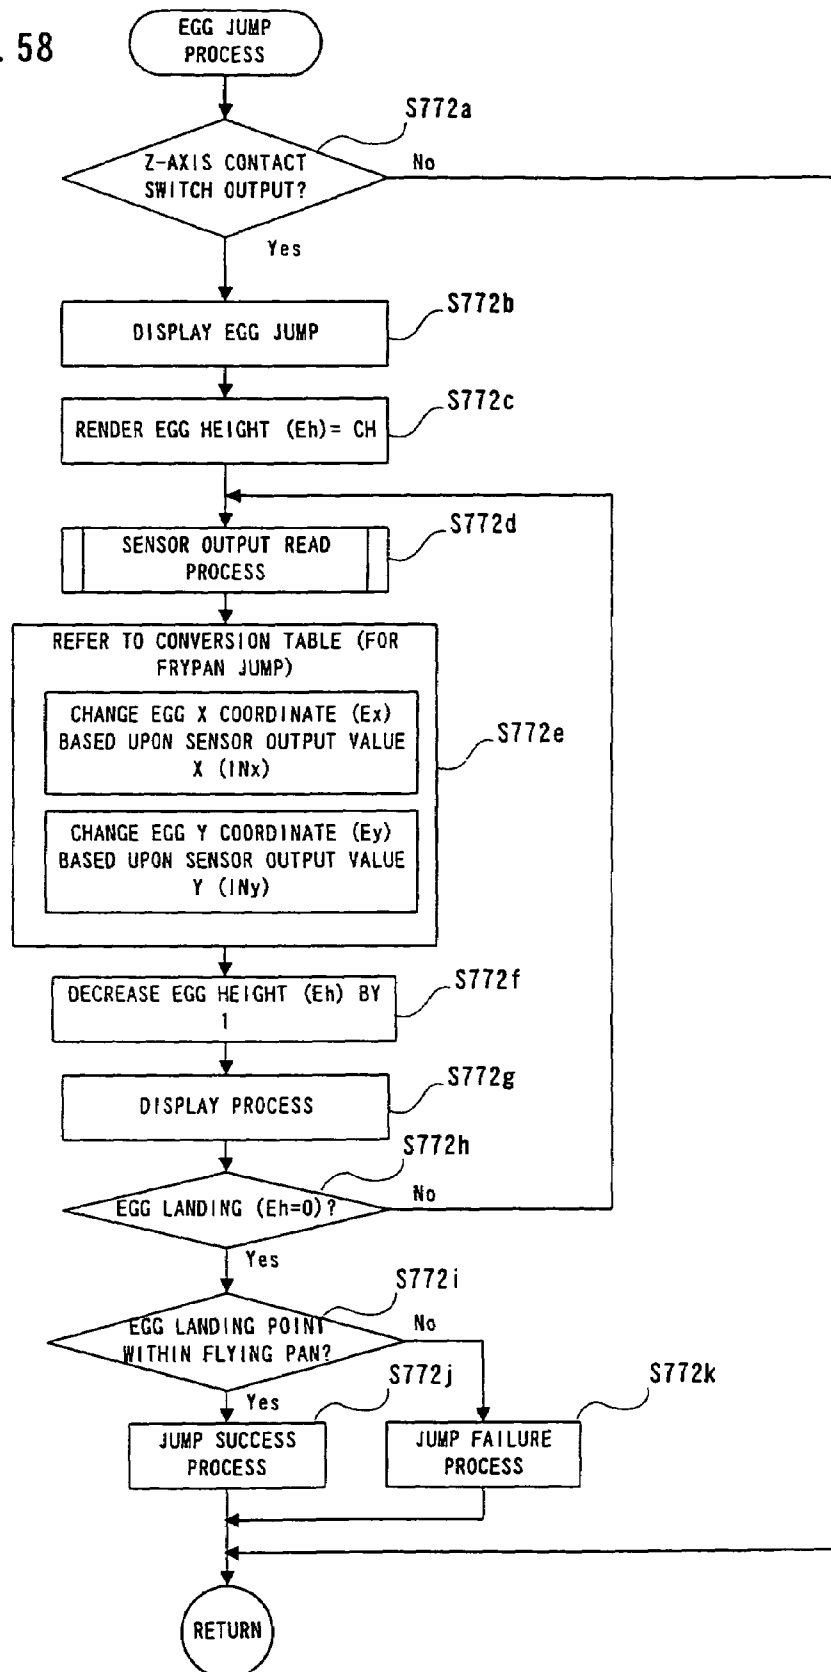 . 58
EGG JUMP
PROCESS
S772a
Z-AXIS CONTACT
SWITCH OUTPUT?
No
Yes
S772b
DISPLAY EGG JUMP
S772c
RENDER EGG HEIGHT (Eh)= CH
S772d
SENSOR OUTPUT READ
PROCESS
REFER TO CONVERSION TABLE (FOR
FRYPAN JUMP)
CHANGE EGG X COORDINATE (Ex)
BASED UPON SENSOR OUTPUT VALUE
X (INx)
S772e
CHANGE EGG Y COORDINATE (Ey)
BASED UPON SENSOR OUTPUT VALUE
Y (INy)
S772f
DECREASE EGG HEIGHT (Eh) BY
1
S772g
DISPLAY PROCESS
S772h
EGG LANDING (Eh=0)?
No
Yes
S772i
EGG LANDING POINT
WITHIN FLYING PAN?
No
Yes
S772j
S772k
JUMP SUCCESS
PROCESS
JUMP FAILURE
PROCESS
RETURN